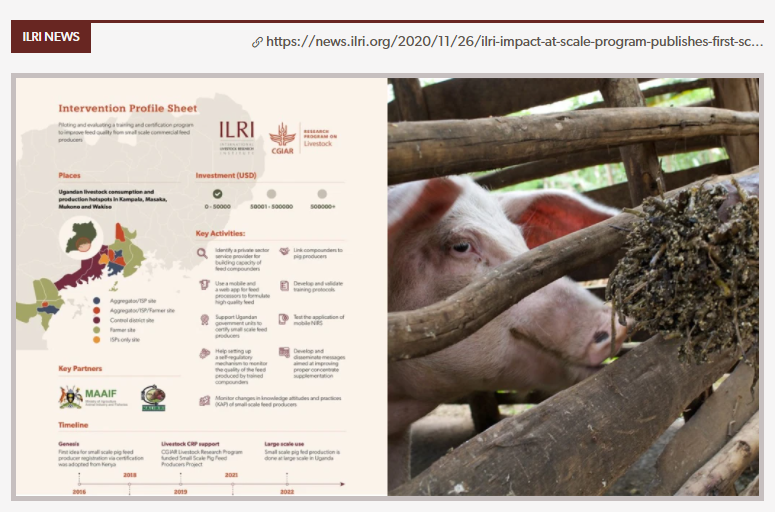 ILRI NEWS
https://news.ilri.org/2020/11/26/ilri-impact-at-scale-program-publishes-first-sc...
Intervention Profile Sheet
Piloting and evaluating a training and certification program
to improve feed quality from small scale commercial feed
producers
ILRI
INTERNATIONAL
LIVESTOCK RESEARCH
INSTITUTE
CGIAR
RESEARCH
PROGRAM ON
Livestock
Places
Ugandan livestock consumption and
production hotspots in Kampala, Masaka,
Mukono and Wakiso
Aggregator/ISP site
Aggregator/ISP/Farmer site
Control district site
Farmer site
ISPs only site
Investment (USD)
0 - 50000
50001 - 500000
500000+
Key Activities:
Identify a private sector
service provider for
building capacity of
feed compounders
Link compounders to
pig producers
Use a mobile and
a web app for feed
processors to formulate
high quality feed
Develop and validate
training protocols
Support Ugandan
government units to
certify small scale feed
producers
Test the application of
mobile NIRS
Help setting up
a self-regulatory
mechanism to monitor
the quality of the feed
produced by trained
compounders
Develop and
disseminate messages
aimed at improving
proper concentrate
supplementation
Monitor changes in knowledge attitudes and practices
(KAP) of small scale feed producers
Key Partners
MAAIF
Timeline
Genesis
First idea for small scale pig feed
producer registration via certification
was adopted from Kenya
Livestock CRP support
CGIAR Livestock Research Program
funded Small Scale Pig Feed
Producers Project
Large scale use
Small scale pig fed production is
done at large scale in Uganda
2018
2021
2016
2019
2022